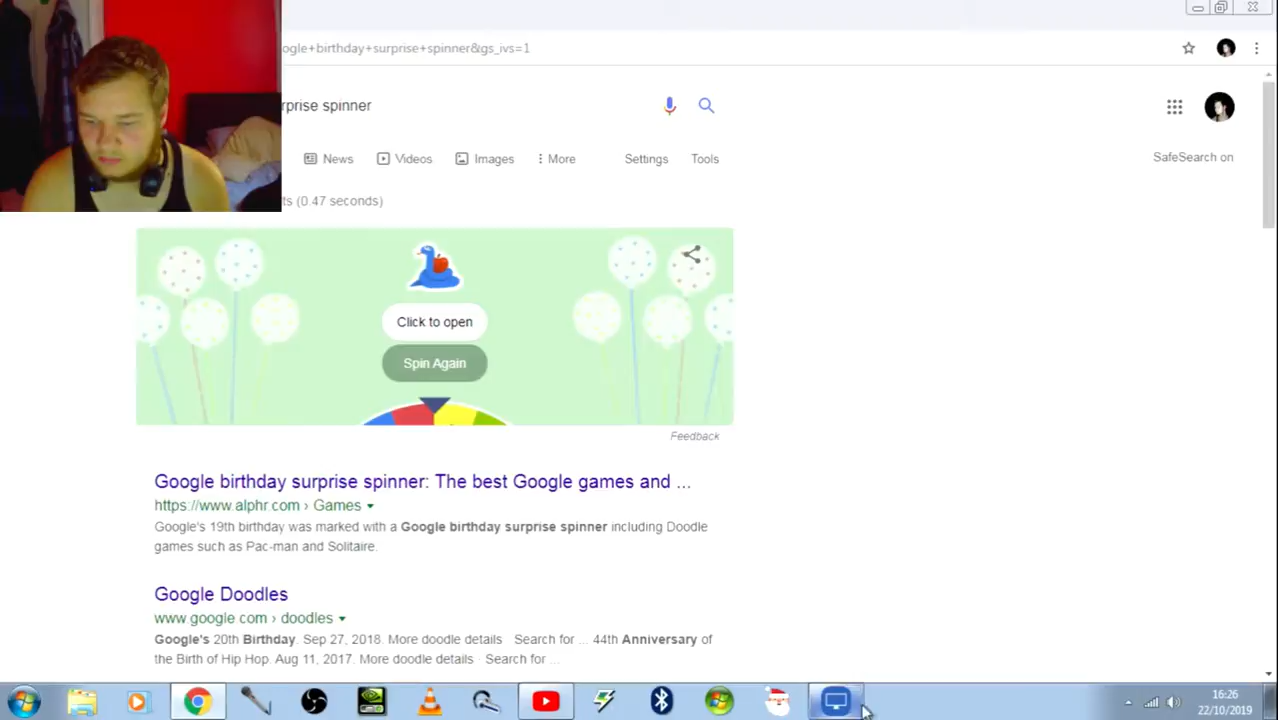 ogle+birthday+surprise+spinner&gs_ivs=1
rprise spinner
News Videos Images More Settings Tools
SafeSearch on
ts (0.47 seconds)
Click to open
Spin Again
Feedback
Google birthday surprise spinner: The best Google games and ...
https://www.alphr.com › Games
Google's 19th birthday was marked with a Google birthday surprise spinner including Doodle
games such as Pac-man and Solitaire.
Google Doodles
www.google.com › doodles
Google's 20th Birthday. Sep 27, 2018. More doodle details · Search for ... 44th Anniversary of
the Birth of Hip Hop. Aug 11, 2017. More doodle details · Search for ...
16:26
22/10/2019